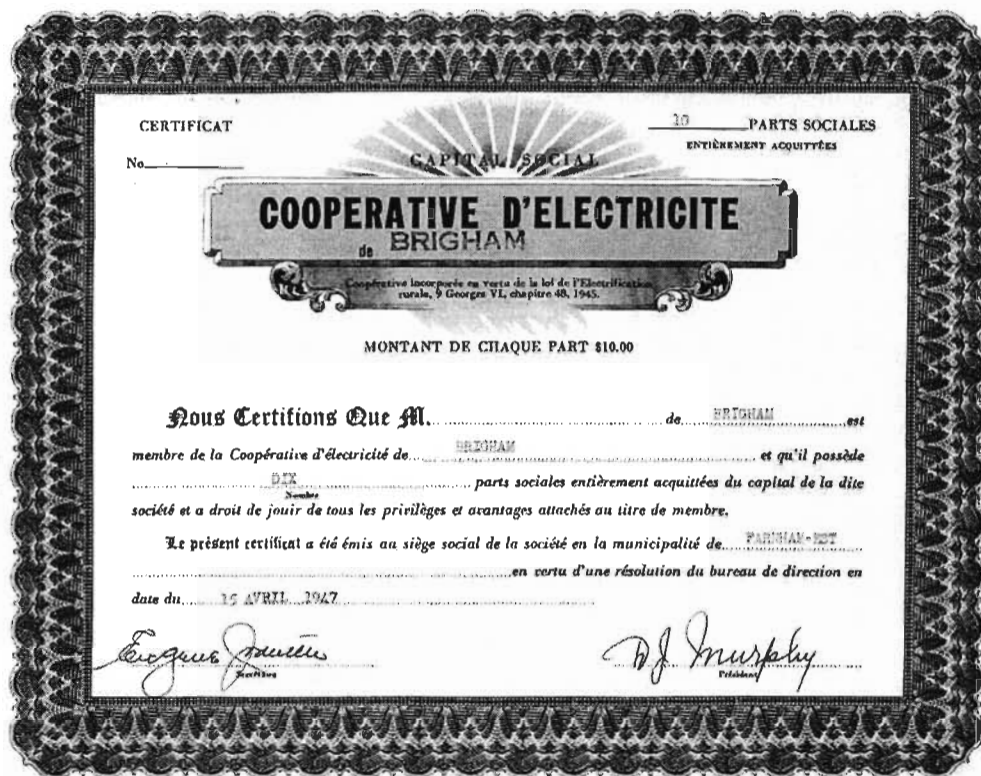 CERTIFICAT
10 PARTS SOCIALES
ENTIÈREMENT ACQUITTÉES
No
CAPITAL SOCIAL
COOPERATIVE D'ELECTRICITE
de BRIGHAM
Coopérative incorporée en vertu de la loi de l'Electrification
rurale, 9 Georges VI, chapitre 48, 1945.
MONTANT DE CHAQUE PART $10.00
Nous Certifions Que M. de BRIGHAM est
membre de la Coopérative d'électricité de BRIGHAM et qu'il possède
DIX parts sociales entièrement acquittées du capital de la dite
Nombre
société et a droit de jouir de tous les privilèges et avantages attachés au titre de membre.
Le présent certificat a été émis au siège social de la société en la municipalité de FARNHAM-EST
en vertu d'une résolution du bureau de direction en
date du 15 AVRIL 1947
Eugene
D J Murphy
Secrétaire
Président